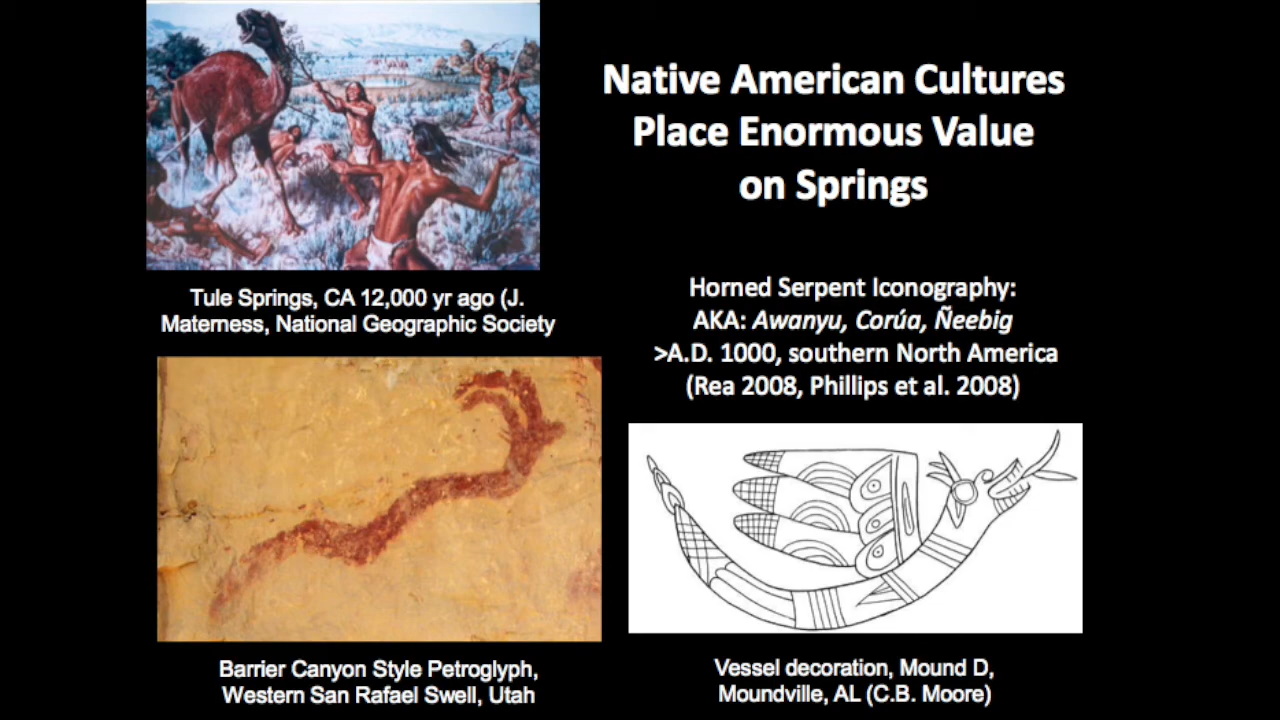 Native American Cultures
Place Enormous Value
on Springs
Tule Springs, CA 12,000 yr ago (J.
Materness, National Geographic Society
Horned Serpent Iconography:
AKA: Awanyu, Corúa, Ñeebig
>A.D. 1000, southern North America
(Rea 2008, Phillips et al. 2008)
Barrier Canyon Style Petroglyph,
Western San Rafael Swell, Utah
Vessel decoration, Mound D,
Moundville, AL (C.B. Moore)